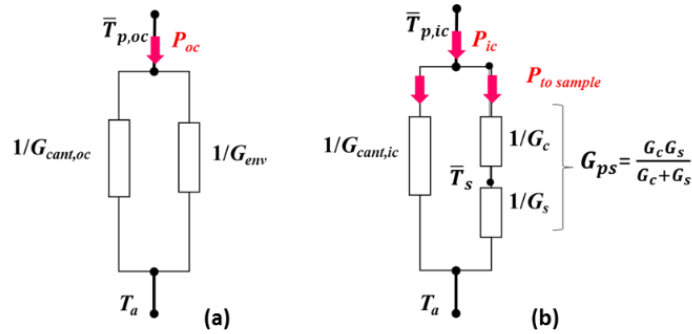 T̅p,oc
Poc
1/Gcant,oc
1/Genv
Ta
(a)
T̅p,ic
Pic
Pto sample
1/Gcant,ic
1/Gc
T̅s
1/Gs
Gps= GcGs / Gc+Gs
Ta
(b)